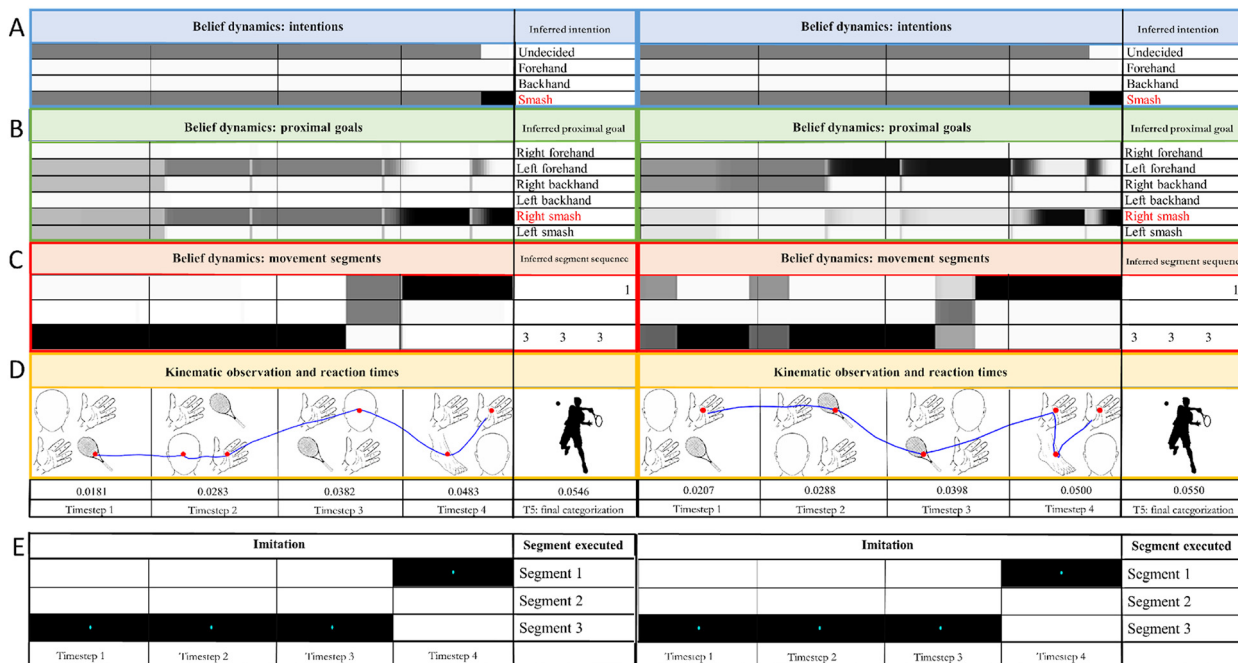 A
Belief dynamics: intentions
Inferred intention
Belief dynamics: intentions
Inferred intention
Undecided
Undecided
Forehand
Forehand
Backhand
Backhand
Smash
Smash
B
Belief dynamics: proximal goals
Inferred proximal goal
Belief dynamics: proximal goals
Inferred proximal goal
Right forehand
Right forehand
Left forehand
Left forehand
Right backhand
Right backhand
Left backhand
Left backhand
Right smash
Right smash
Left smash
Left smash
C
Belief dynamics: movement segments
Inferred segment sequence
Belief dynamics: movement segments
Inferred segment sequence
1
1
3 3 3
3 3 3
D
Kinematic observation and reaction times
Kinematic observation and reaction times
0.0181 0.0283 0.0382 0.0483 0.0546
0.0207 0.0288 0.0398 0.0500 0.0550
Timestep 1 Timestep 2 Timestep 3 Timestep 4 T5: final categorization
Timestep 1 Timestep 2 Timestep 3 Timestep 4 T5: final categorization
E
Imitation
Segment executed
Imitation
Segment executed
Segment 1
Segment 1
Segment 2
Segment 2
Segment 3
Segment 3
Timestep 1 Timestep 2 Timestep 3 Timestep 4
Timestep 1 Timestep 2 Timestep 3 Timestep 4